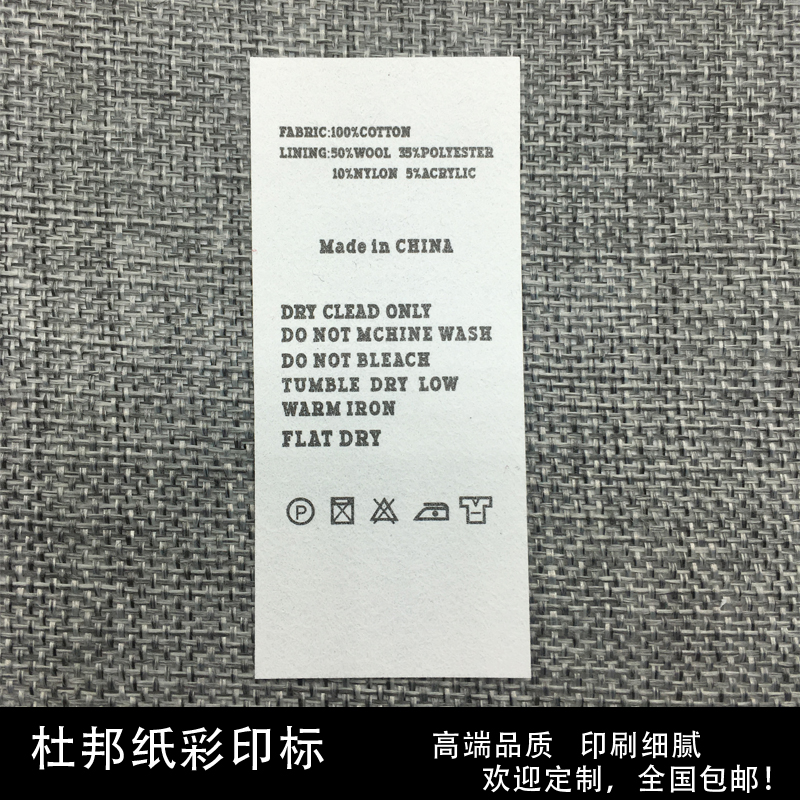 FABRIC:100%COTTON
LINING:50%WOOL 35%POLYESTER
10%NYLON 5%ACRYLIC
Made in CHINA
DRY CLEAD ONLY
DO NOT MCHINE WASH
DO NOT BLEACH
TUMBLE DRY LOW
WARM IRON
FLAT DRY
P
杜邦纸彩印标
高端品质 印刷细腻
欢迎定制，全国包邮！